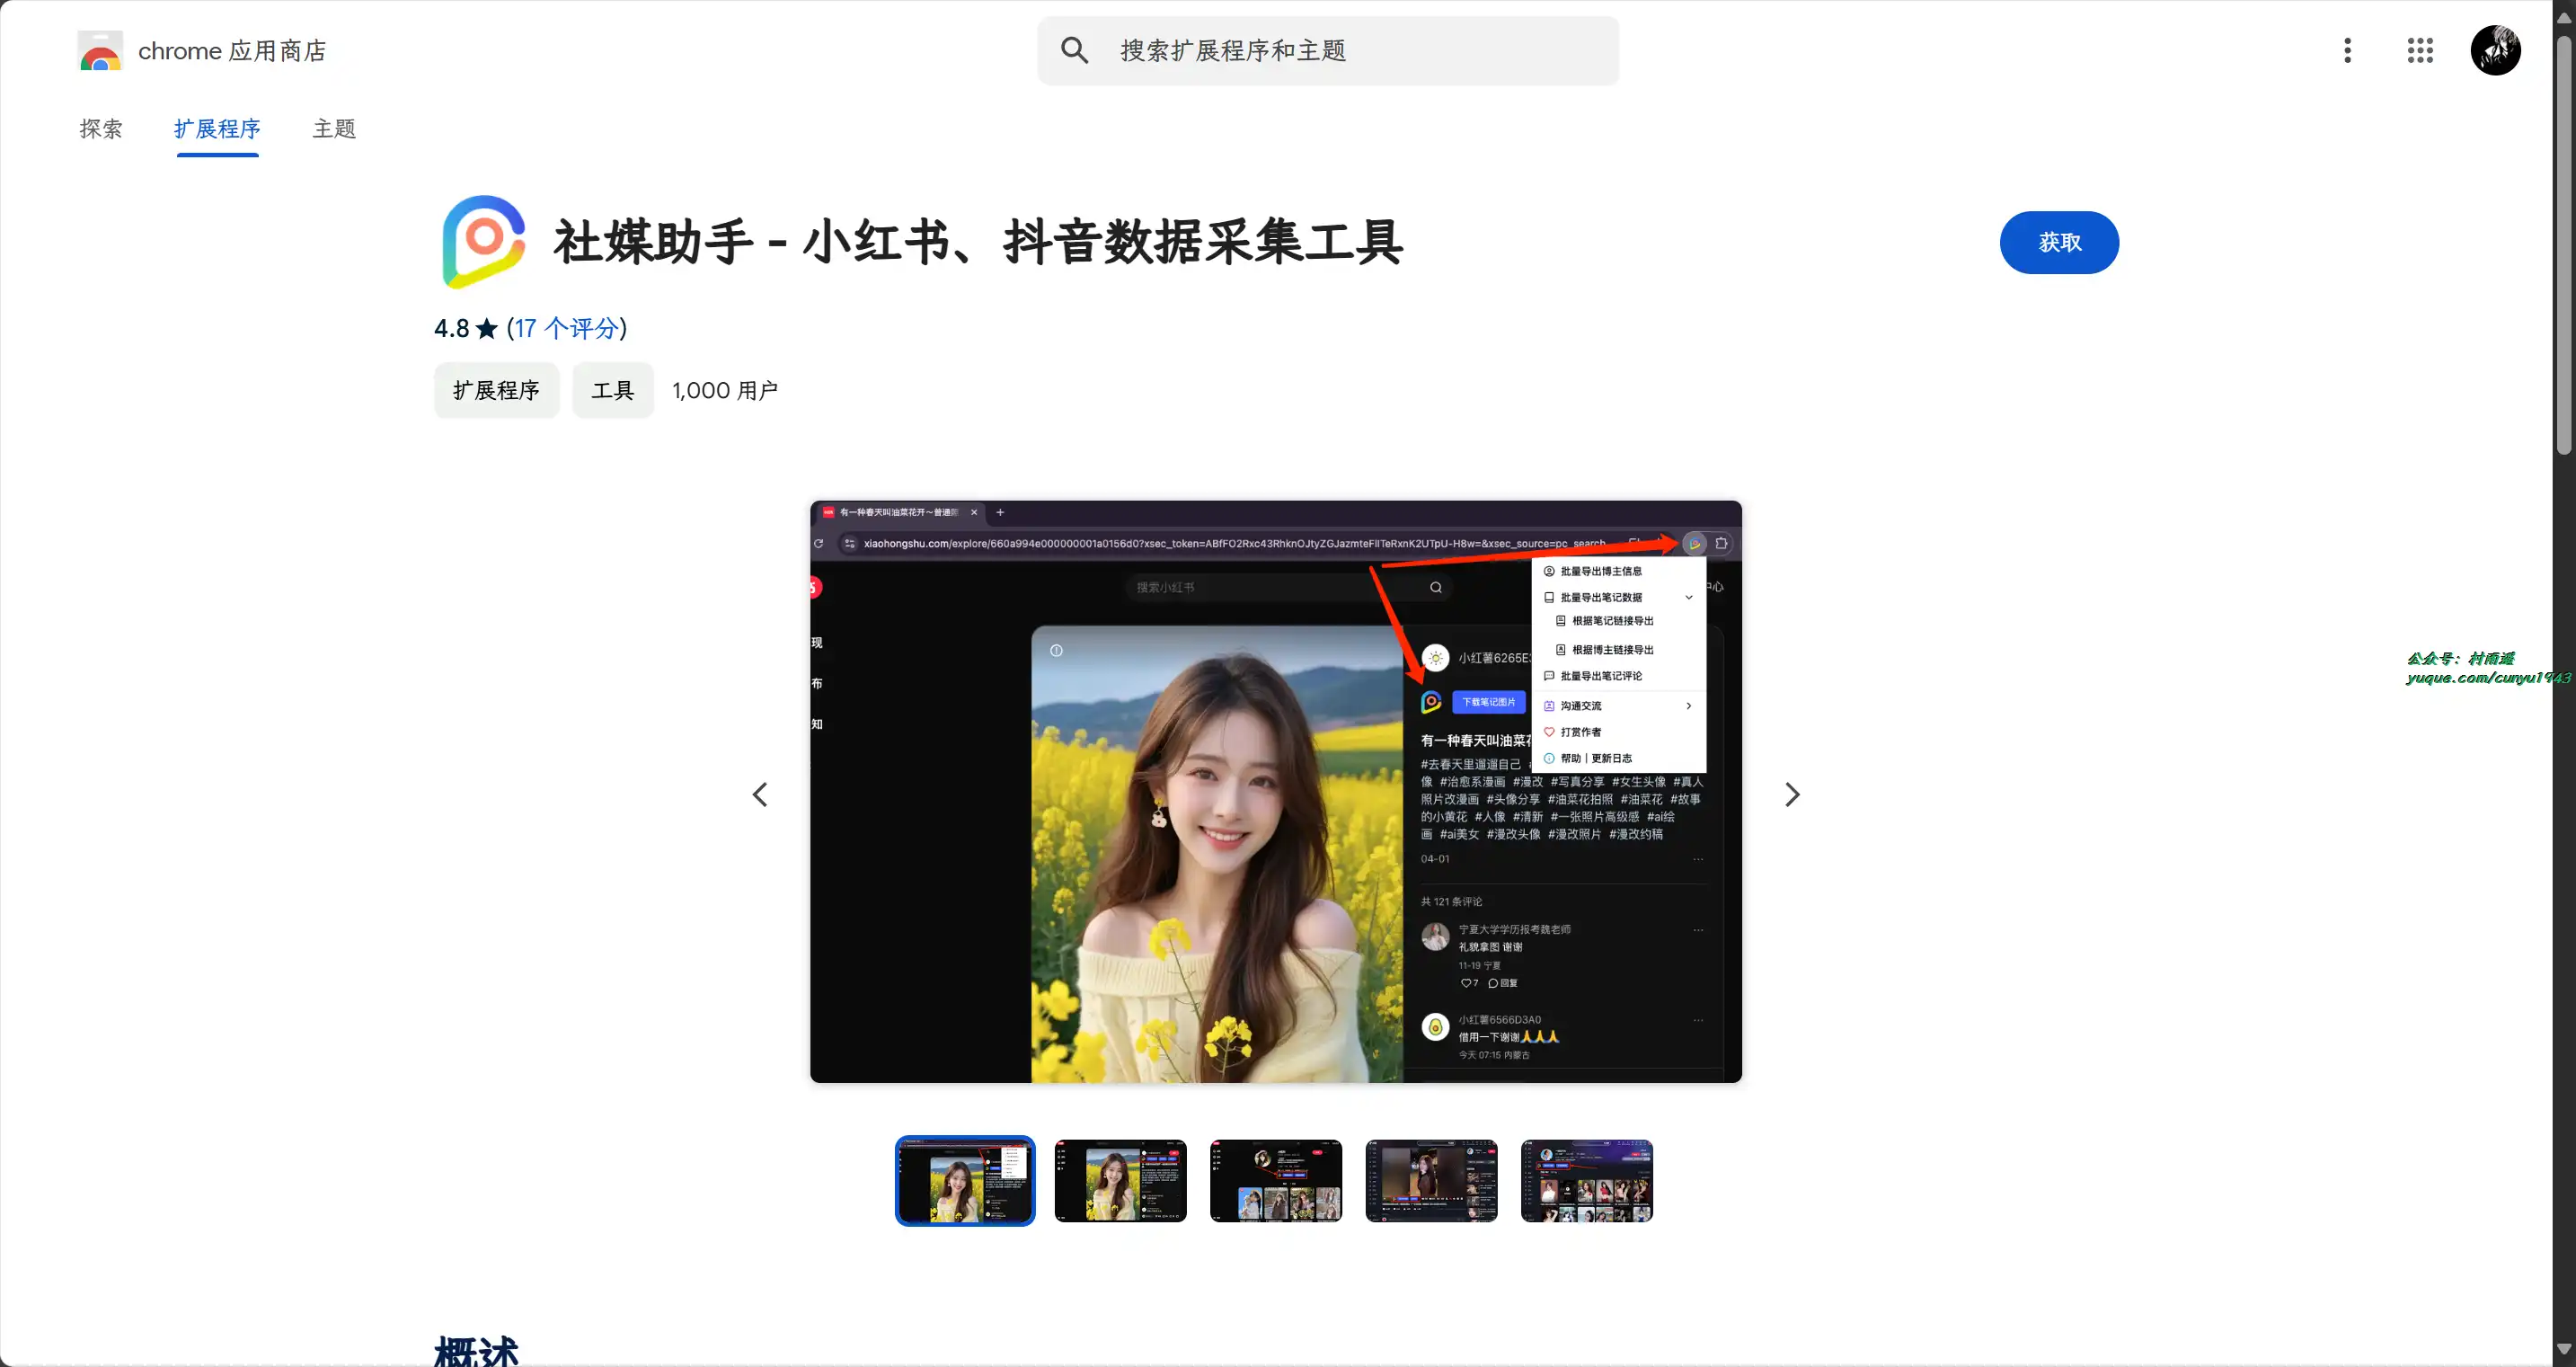 chrome 应用商店
搜索扩展程序和主题
探索
扩展程序
主题
社媒助手 - 小红书、抖音数据采集工具
获取
4.8★ (17 个评分)
扩展程序
工具
1,000 用户
有一种春天叫油菜花开～普通
xiaohongshu.com/explore/660a994e000000001a0156d0?xsec_token=ABfFO2Rxc43RhknOJtyZGJazmteFIlTeRxnK2UTpU-H8w=&xsec_source=pc_search
搜索小红书
中心
现
布
知
批量导出博主信息
批量导出笔记数据
根据笔记链接导出
根据博主链接导出
批量导出笔记评论
沟通交流
打赏作者
帮助 | 更新日志
小红薯6265E3
下载笔记图片
有一种春天叫油菜花
#去春天里遛遛自己
像 #治愈系漫画 #漫改 #写真分享 #女生头像 #真人
照片改漫画 #头像分享 #油菜花拍照 #油菜花 #故事
的小黄花 #人像 #清新 #一张照片高级感 #ai绘
画 #ai美女 #漫改头像 #漫改照片 #漫改约稿
04-01
共 121 条评论
宁夏大学学历报考魏老师
礼貌拿图 谢谢
11-19 宁夏
7 回复
小红薯6566D3A0
借用一下谢谢🙏🙏🙏
今天 07:15 内蒙古
公众号：村雨遥
yuque.com/cunyu1943
概述